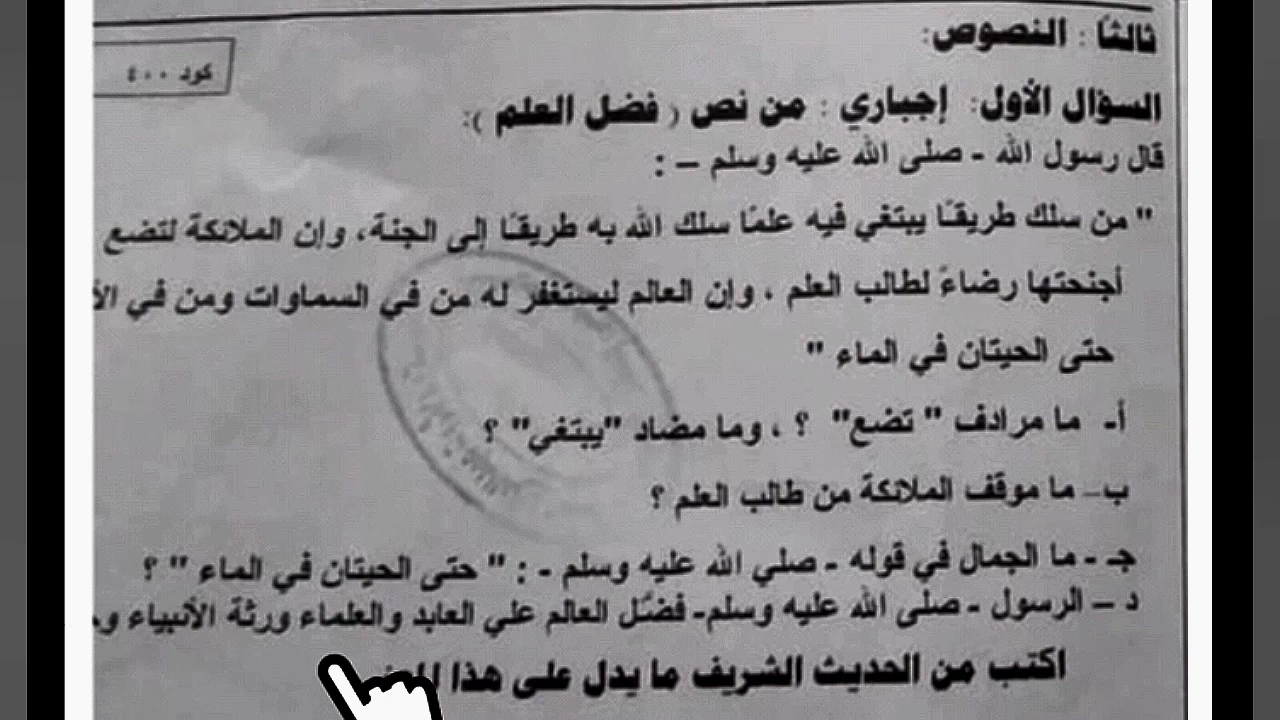 ثالثًا : النصوص:
كود ٤٠٠
السؤال الأول: إجباري : من نص ( فضل العلم ):
قال رسول الله - صلى الله عليه وسلم – :
" من سلك طريقًا يبتغي فيه علمًا سلك الله به طريقًا إلى الجنة، وإن الملائكة لتضع
أجنحتها رضاءً لطالب العلم ، وإن العالم ليستغفر له من في السماوات ومن في
حتى الحيتان في الماء "
أ- ما مرادف " تضع" ؟ ، وما مضاد "يبتغي" ؟
ب- ما موقف الملائكة من طالب العلم ؟
جـ - ما الجمال في قوله - صلي الله عليه وسلم - : " حتى الحيتان في الماء " ؟
د – الرسول - صلى الله عليه وسلم- فضَّل العالم علي العابد والعلماء ورثة الأنبياء
اكتب من الحديث الشريف ما يدل على هذا